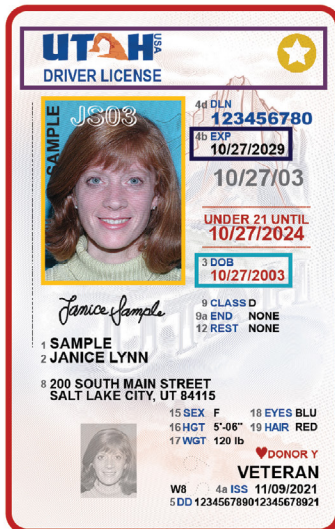 UTAH USA
DRIVER LICENSE
SAMPLE
JS03
4d DLN
123456780
4b EXP
10/27/2029
10/27/03
UNDER 21 UNTIL
10/27/2024
3 DOB
10/27/2003
Janice Sample
9 CLASS D
9a END NONE
12 REST NONE
1 SAMPLE
2 JANICE LYNN
8 200 SOUTH MAIN STREET
SALT LAKE CITY, UT 84115
15 SEX F 18 EYES BLU
16 HGT 5'-06" 19 HAIR RED
17 WGT 120 lb
DONOR Y
VETERAN
W8 4a ISS 11/09/2021
5 DD 12345678901234567892​1